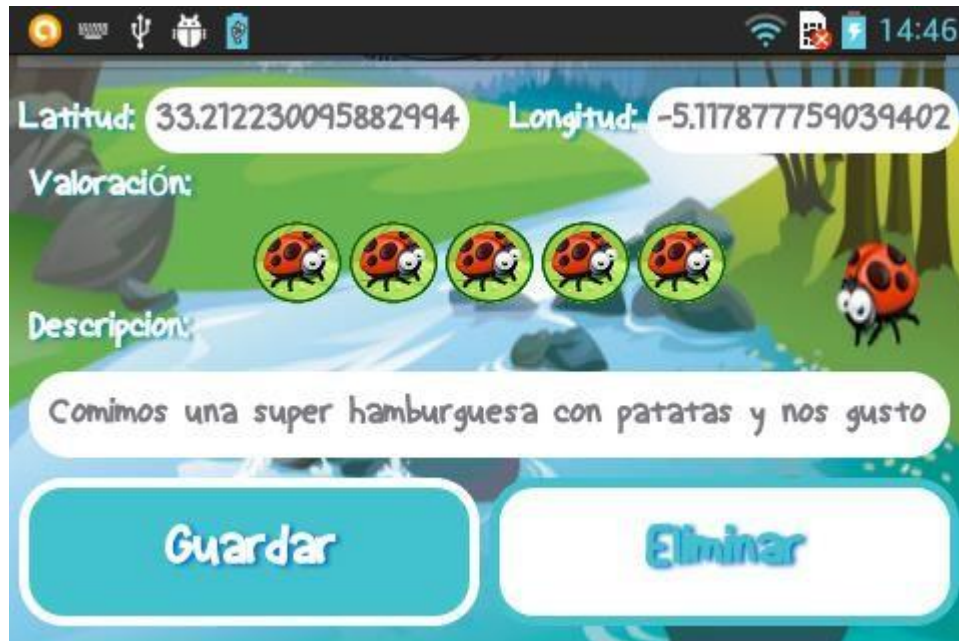 14:46
Latitud: 33.212230095882994 Longitud: -5.117877759039402
Valoración:
Descripcion:
Comimos una super hamburguesa con patatas y nos gusto
Guardar Eliminar